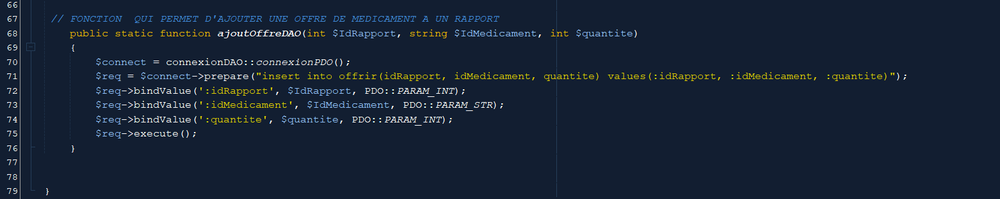 66
67 // FONCTION  QUI PERMET D'AJOUTER UNE OFFRE DE MEDICAMENT A UN RAPPORT
68 public static function ajoutOffreDAO(int $IdRapport, string $IdMedicament, int $quantite)
69 {
70 $connect = connexionDAO::connexionPDO();
71 $req = $connect->prepare("insert into offrir(idRapport, idMedicament, quantite) values(:idRapport, :idMedicament, :quantite)");
72 $req->bindValue(':idRapport', $IdRapport, PDO::PARAM_INT);
73 $req->bindValue(':idMedicament', $IdMedicament, PDO::PARAM_STR);
74 $req->bindValue(':quantite', $quantite, PDO::PARAM_INT);
75 $req->execute();
76 }
77
78
79 }